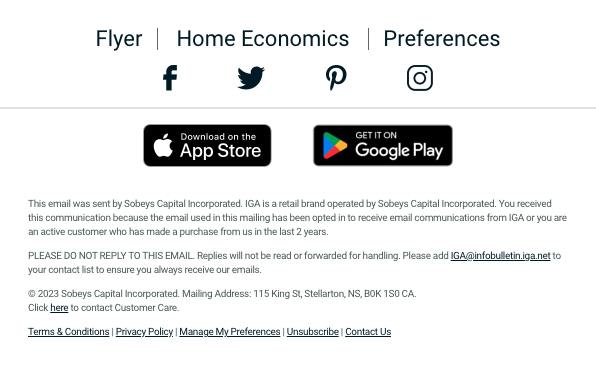 Flyer | Home Economics | Preferences
Download on the
App Store
GET IT ON
Google Play
This email was sent by Sobeys Capital Incorporated. IGA is a retail brand operated by Sobeys Capital Incorporated. You received
this communication because the email used in this mailing has been opted in to receive email communications from IGA or you are
an active customer who has made a purchase from us in the last 2 years.
PLEASE DO NOT REPLY TO THIS EMAIL. Replies will not be read or forwarded for handling. Please add IGA@infobulletin.iga.net to
your contact list to ensure you always receive our emails.
© 2023 Sobeys Capital Incorporated. Mailing Address: 115 King St, Stellarton, NS, B0K 1S0 CA.
Click here to contact Customer Care.
Terms & Conditions | Privacy Policy | Manage My Preferences | Unsubscribe | Contact Us